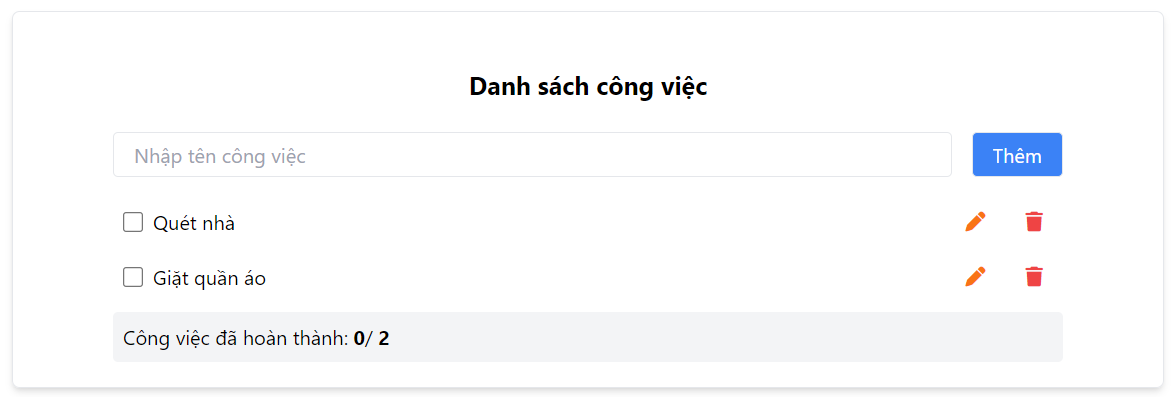 Danh sách công việc
Nhập tên công việc
Thêm
Quét nhà
Giặt quần áo
Công việc đã hoàn thành: 0/ 2